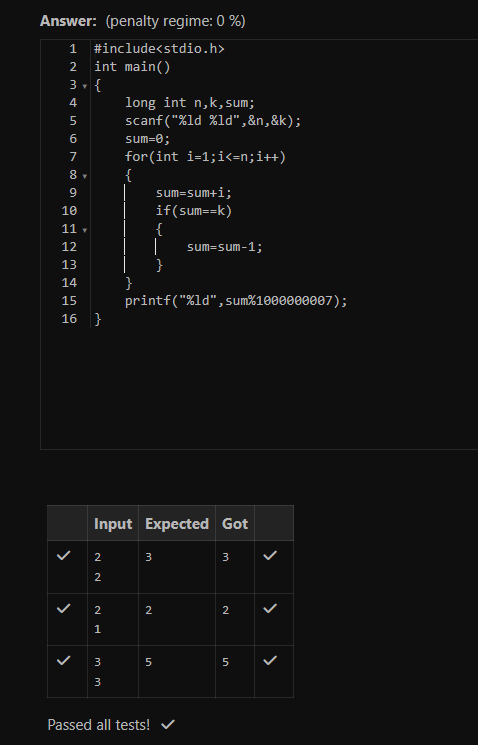 Answer: (penalty regime: 0 %)
1 #include<stdio.h>
2 int main()
3 {
4     long int n,k,sum;
5     scanf("%ld %ld",&n,&k);
6     sum=0;
7     for(int i=1;i<=n;i++)
8     {
9         sum=sum+i;
10         if(sum==k)
11         {
12             sum=sum-1;
13         }
14     }
15     printf("%ld",sum%1000000007);
16 }
Input Expected Got
2 3 3
2
2 2 2
1
3 5 5
3
Passed all tests!